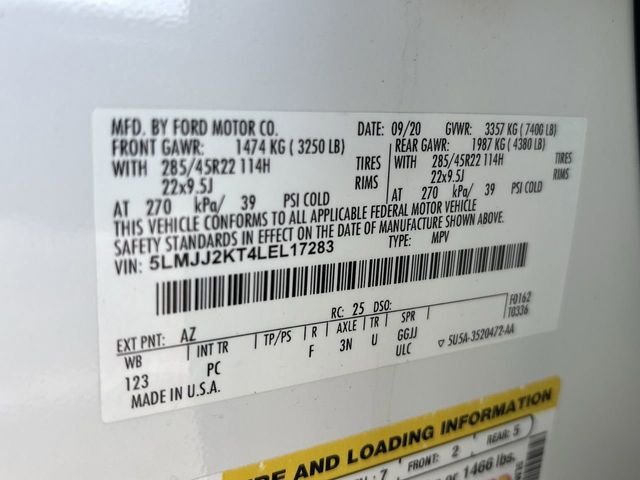 MFD. BY FORD MOTOR CO. DATE: 09/20 GVWR: 3357 KG (7400 LB)
FRONT GAWR: 1474 KG (3250 LB) REAR GAWR: 1987 KG (4380 LB)
WITH 285/45R22 114H TIRES WITH 285/45R22 114H TIRES
22x9.5J RIMS 22x9.5J RIMS
AT 270 kPa/ 39 PSI COLD AT 270 kPa/ 39 PSI COLD
THIS VEHICLE CONFORMS TO ALL APPLICABLE FEDERAL MOTOR VEHICLE
SAFETY STANDARDS IN EFFECT ON THE DATE OF MANUFACTURE SHOWN ABOVE.
VIN: 5LMJJ2KT4LEL17283 TYPE: MPV
F0162
EXT PNT: AZ RC: 25 DSO: T0336
WB INT TR TP/PS R AXLE TR SPR
123 PC F 3N U GGJJ ▽ 5U5A-3520472-AA
ULC
MADE IN U.S.A.
AND LOADING INFORMATION
7 FRONT: 2 REAR: 5
or 1466 lbs.